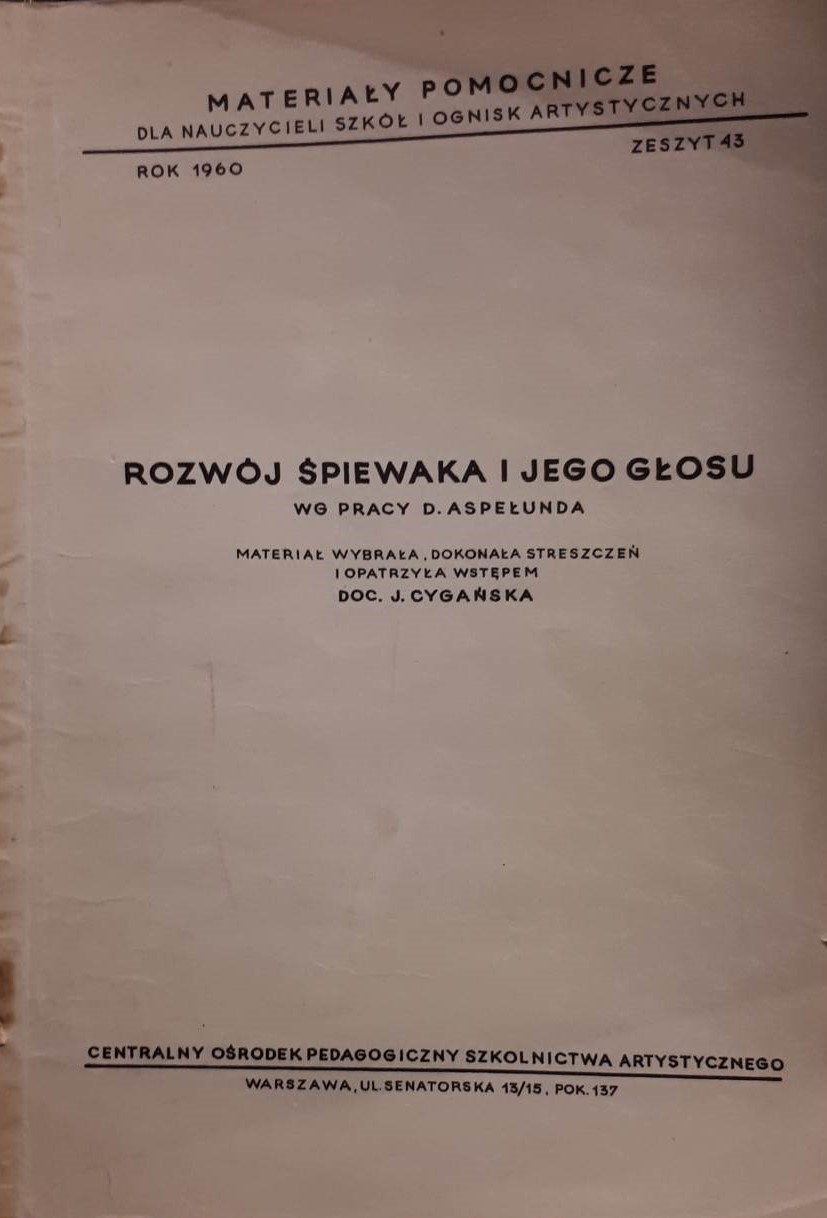 MATERIAŁY POMOCNICZE
DLA NAUCZYCIELI SZKÓŁ I OGNISK ARTYSTYCZNYCH
ROK 1960
ZESZYT 43
ROZWÓJ ŚPIEWAKA I JEGO GŁOSU
WG PRACY D. ASPEŁUNDA
MATERIAŁ WYBRAŁA, DOKONAŁA STRESZCZEŃ
I OPATRZYŁA WSTĘPEM
DOC. J. CYGAŃSKA
CENTRALNY OŚRODEK PEDAGOGICZNY SZKOLNICTWA ARTYSTYCZNEGO
WARSZAWA, UL. SENATORSKA 13/15, POK. 137